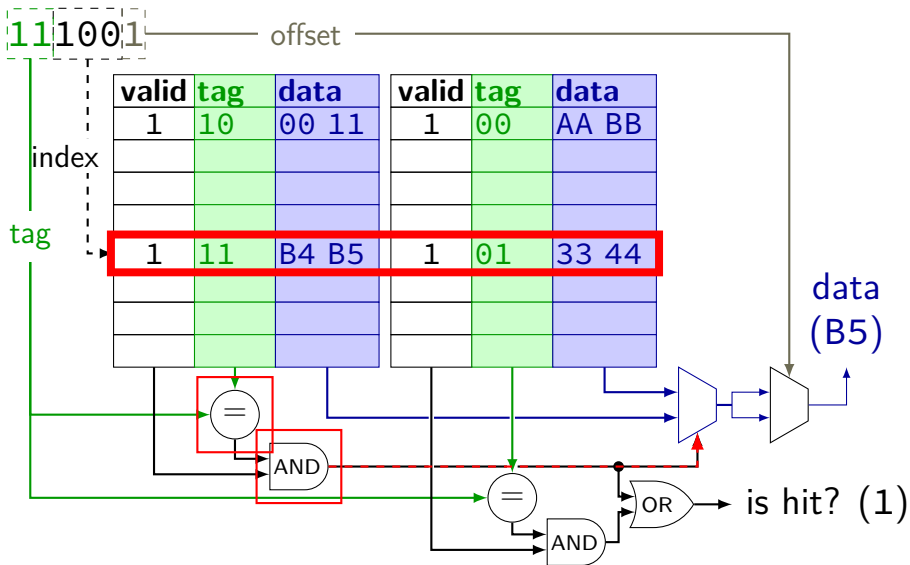 111001
offset
valid tag data valid tag data
1 10 00 11 1 00 AA BB
index
tag
1 11 B4 B5 1 01 33 44
data
(B5)
=
AND
=
OR
is hit? (1)
AND